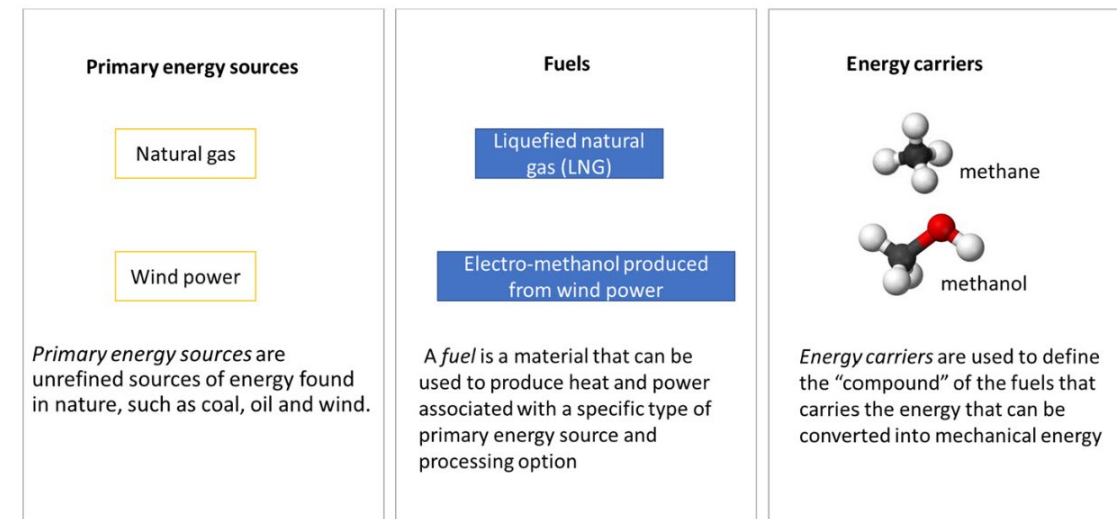 Primary energy sources
Natural gas
Wind power
Primary energy sources are
unrefined sources of energy found
in nature, such as coal, oil and wind.
Fuels
Liquefied natural
gas (LNG)
Electro-methanol produced
from wind power
A fuel is a material that can be
used to produce heat and power
associated with a specific type of
primary energy source and
processing option
Energy carriers
methane
methanol
Energy carriers are used to define
the “compound” of the fuels that
carries the energy that can be
converted into mechanical energy